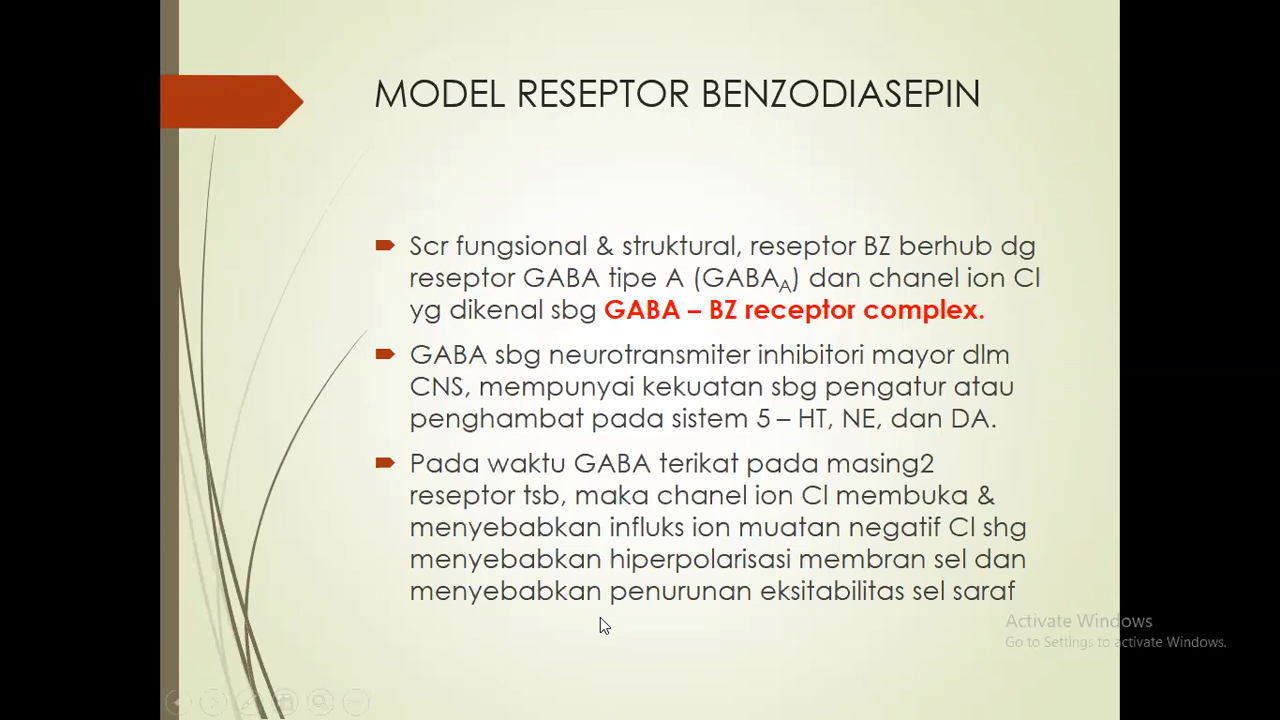 MODEL RESEPTOR BENZODIASEPIN
Scr fungsional & struktural, reseptor BZ berhub dg
reseptor GABA tipe A (GABAA) dan chanel ion Cl
yg dikenal sbg GABA – BZ receptor complex.
GABA sbg neurotransmiter inhibitori mayor dlm
CNS, mempunyai kekuatan sbg pengatur atau
penghambat pada sistem 5 – HT, NE, dan DA.
Pada waktu GABA terikat pada masing2
reseptor tsb, maka chanel ion Cl membuka &
menyebabkan influks ion muatan negatif Cl shg
menyebabkan hiperpolarisasi membran sel dan
menyebabkan penurunan eksitabilitas sel saraf
Activate Windows
Go to Settings to activate Windows.